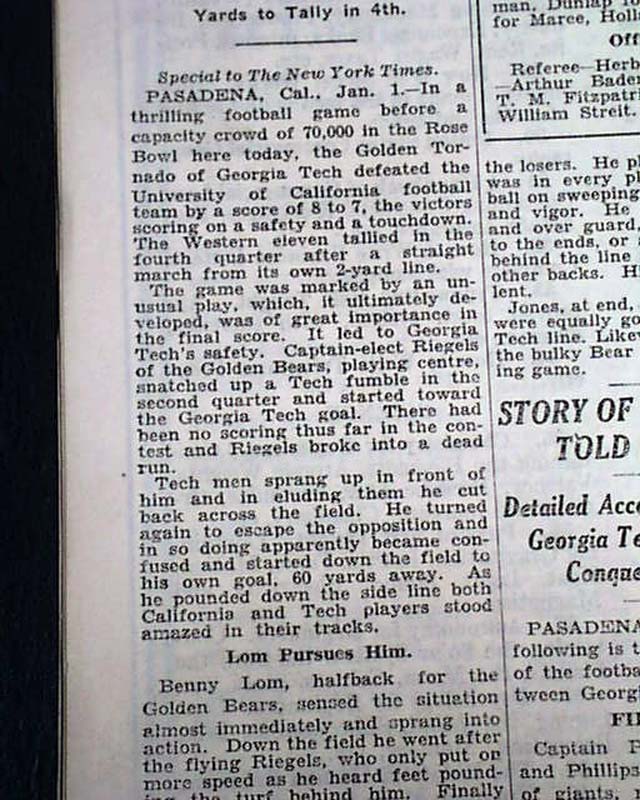 Yards to Tally in 4th.
Special to The New York Times.
PASADENA, Cal., Jan. 1.—In a
thrilling football game before a
capacity crowd of 70,000 in the Rose
Bowl here today, the Golden Tor-
nado of Georgia Tech defeated the
University of California football
team by a score of 8 to 7, the victors
scoring on a safety and a touchdown.
The Western eleven tallied in the
fourth quarter after a straight
march from its own 2-yard line.
The game was marked by an un-
usual play, which, it ultimately de-
veloped, was of great importance in
the final score. It led to Georgia
Tech's safety. Captain-elect Riegels
of the Golden Bears, playing centre,
snatched up a Tech fumble in the
second quarter and started toward
the Georgia Tech goal. There had
been no scoring thus far in the con-
test and Riegels broke into a dead
run.
Tech men sprang up in front of
him and in eluding them he cut
back across the field. He turned
again to escape the opposition and
in so doing apparently became con-
fused and started down the field to
his own goal, 60 yards away. As
he pounded down the side line both
California and Tech players stood
amazed in their tracks.
Lom Pursues Him.
Benny Lom, halfback for the
Golden Bears, sensed the situation
almost immediately and sprang into
action. Down the field he went after
the flying Riegels, who only put on
more speed as he heard feet pound-
ing the turf behind him. Finally
man, Dunlap fo
for Maree, Holl
Off
Referee—Herb
—Arthur Bade
T. M. Fitzpatri
William Streit.
the losers. He pl
was in every pl
ball on sweeping
and vigor. He
and over guard,
to the ends, or
behind the line
other backs. H
lent.
Jones, at end,
were equally go
Tech line. Likew
the bulky Bear
ing game.
STORY OF
TOLD
Detailed Acc
Georgia Te
Conque
PASADENA
following is t
of the footba
tween Georg
FI
Captain P
and Phillips
of giants,